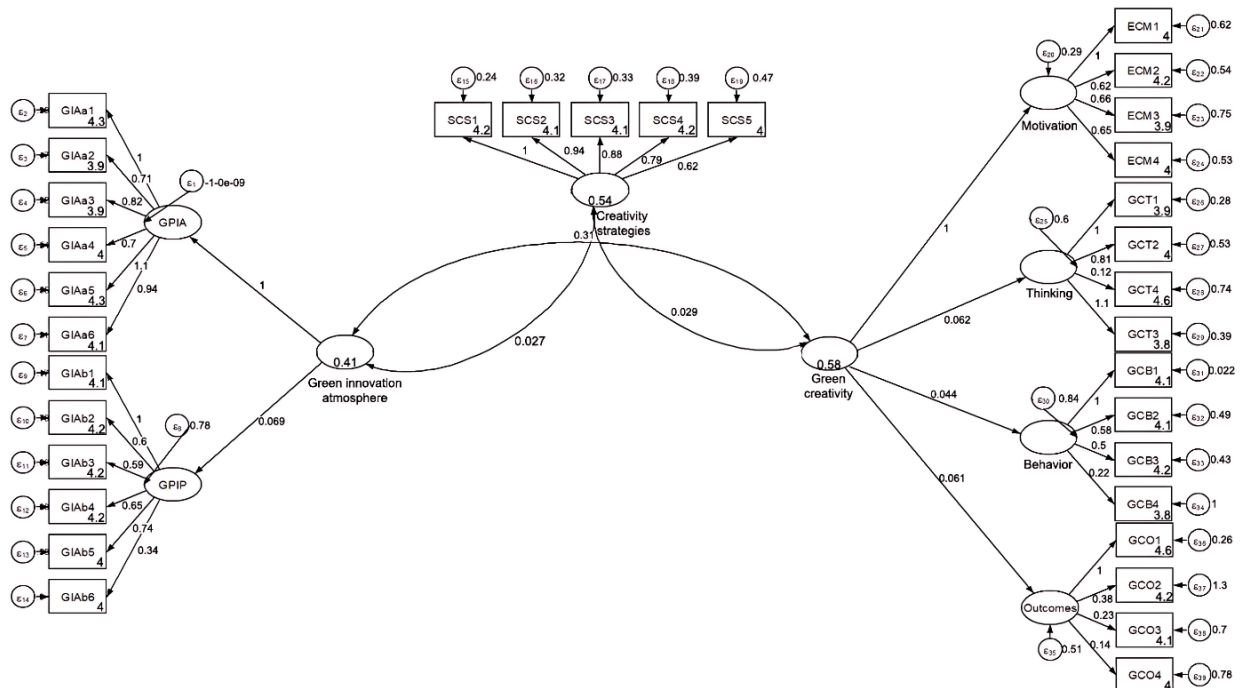 ε2 GIAa1 4.3
ε3 GIAa2 3.9
ε4 GIAa3 3.9
ε5 GIAa4 4
ε6 GIAa5 4.3
ε7 GIAa6 4.1
1
0.71
0.82
0.7
1.1
0.94
ε1 -1-0e-09
GPIA
ε9 GIAb1 4.1
ε10 GIAb2 4.2
ε11 GIAb3 4.2
ε12 GIAb4 4.2
ε13 GIAb5 4
ε14 GIAb6 4
1
0.6
0.59
0.65
0.74
0.34
ε8 0.78
GPIP
1
0.069
0.41
Green innovation
atmosphere
ε15 0.24 ε16 0.32 ε17 0.33 ε18 0.39 ε19 0.47
SCS1 SCS2 SCS3 SCS4 SCS5
4.2 4.1 4.1 4.2 4
1 0.94 0.88 0.79 0.62
0.54
Creativity
strategies
0.31
0.027
0.029
0.58
Green
creativity
1
0.062
0.044
0.061
ε20 0.29
Motivation
1
0.62
0.66
0.65
ECM1 4 ε21 0.62
ECM2 4.2 ε22 0.54
ECM3 3.9 ε23 0.75
ECM4 4 ε24 0.53
ε25 0.6
Thinking
1
0.81
0.12
1.1
GCT1 3.9 ε26 0.28
GCT2 4 ε27 0.53
GCT4 4.6 ε28 0.74
GCT3 3.8 ε29 0.39
ε30 0.84
Behavior
1
0.58
0.5
0.22
GCB1 4.1 ε31 0.022
GCB2 4.1 ε32 0.49
GCB3 4.2 ε33 0.43
GCB4 3.8 ε34 1
Outcomes
ε35 0.51
1
0.38
0.23
0.14
GCO1 4.6 ε36 0.26
GCO2 4.2 ε37 1.3
GCO3 4.1 ε38 0.7
GCO4 4 ε39 0.78